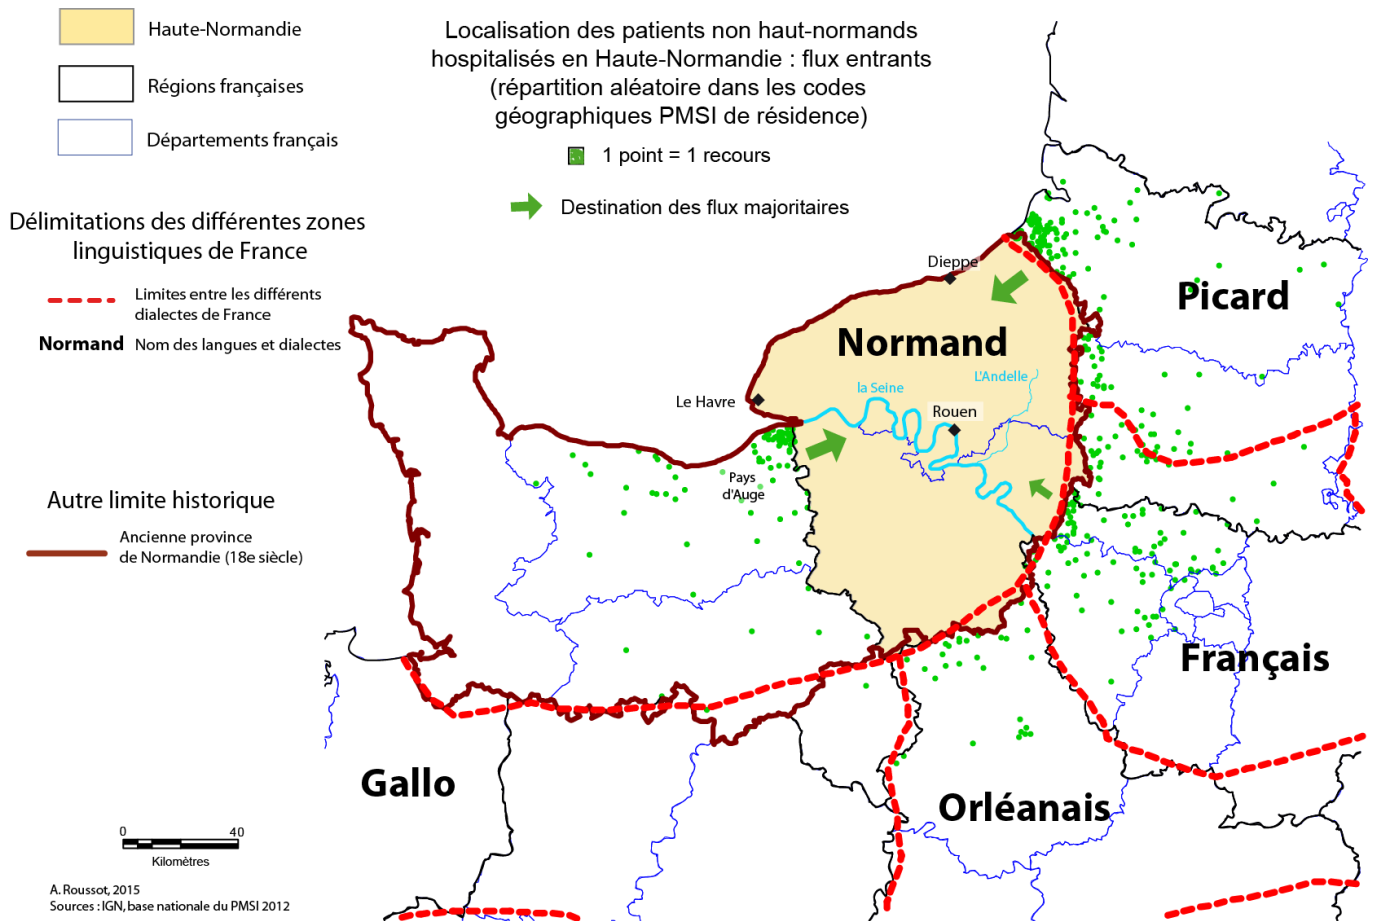 Haute-Normandie
Régions françaises
Départements français
Localisation des patients non haut-normands
hospitalisés en Haute-Normandie : flux entrants
(répartition aléatoire dans les codes
géographiques PMSI de résidence)
1 point = 1 recours
Destination des flux majoritaires
Délimitations des différentes zones
linguistiques de France
Limites entre les différents
dialectes de France
Normand Nom des langues et dialectes
Autre limite historique
Ancienne province
de Normandie (18e siècle)
Dieppe
Picard
Normand
L'Andelle
la Seine
Le Havre
Rouen
Pays
d'Auge
Français
Gallo
Orléanais
0 40
Kilomètres
A. Roussot, 2015
Sources : IGN, base nationale du PMSI 2012